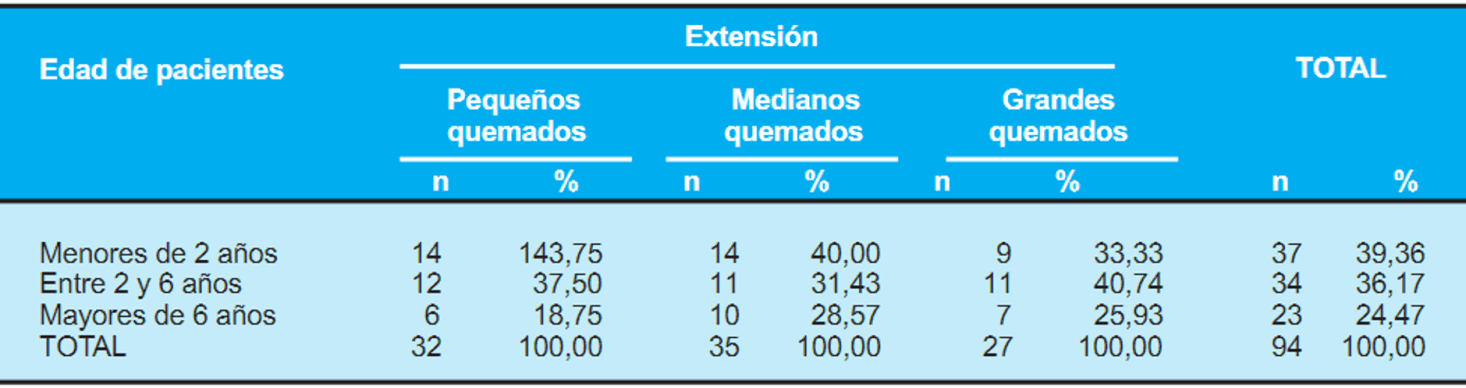 Extensión
Edad de pacientes TOTAL
Pequeños quemados Medianos quemados Grandes quemados
n % n % n % n %
Menores de 2 años 14 143,75 14 40,00 9 33,33 37 39,36
Entre 2 y 6 años 12 37,50 11 31,43 11 40,74 34 36,17
Mayores de 6 años 6 18,75 10 28,57 7 25,93 23 24,47
TOTAL 32 100,00 35 100,00 27 100,00 94 100,00